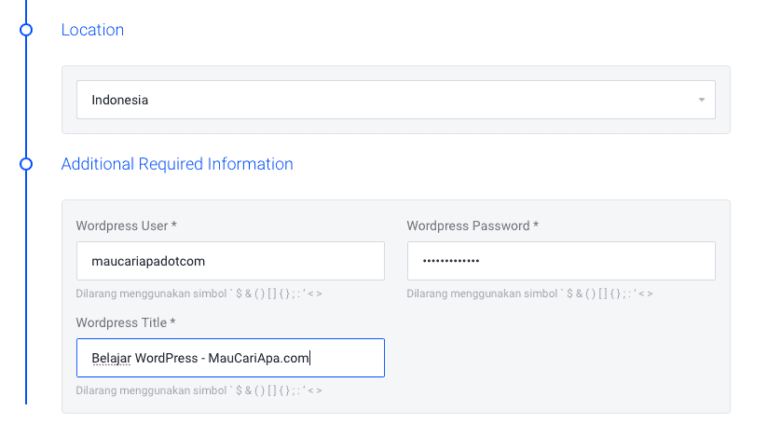 Location
Indonesia
Additional Required Information
Wordpress User *
Wordpress Password *
maucariapadotcom
•••••••••••••
Dilarang menggunakan simbol ` $ & ( ) [ ] { } ; : ' < >
Dilarang menggunakan simbol ` $ & ( ) [ ] { } ; : ' < >
Wordpress Title *
Belajar WordPress - MauCariApa.com
Dilarang menggunakan simbol ` $ & ( ) [ ] { } ; : ' < >